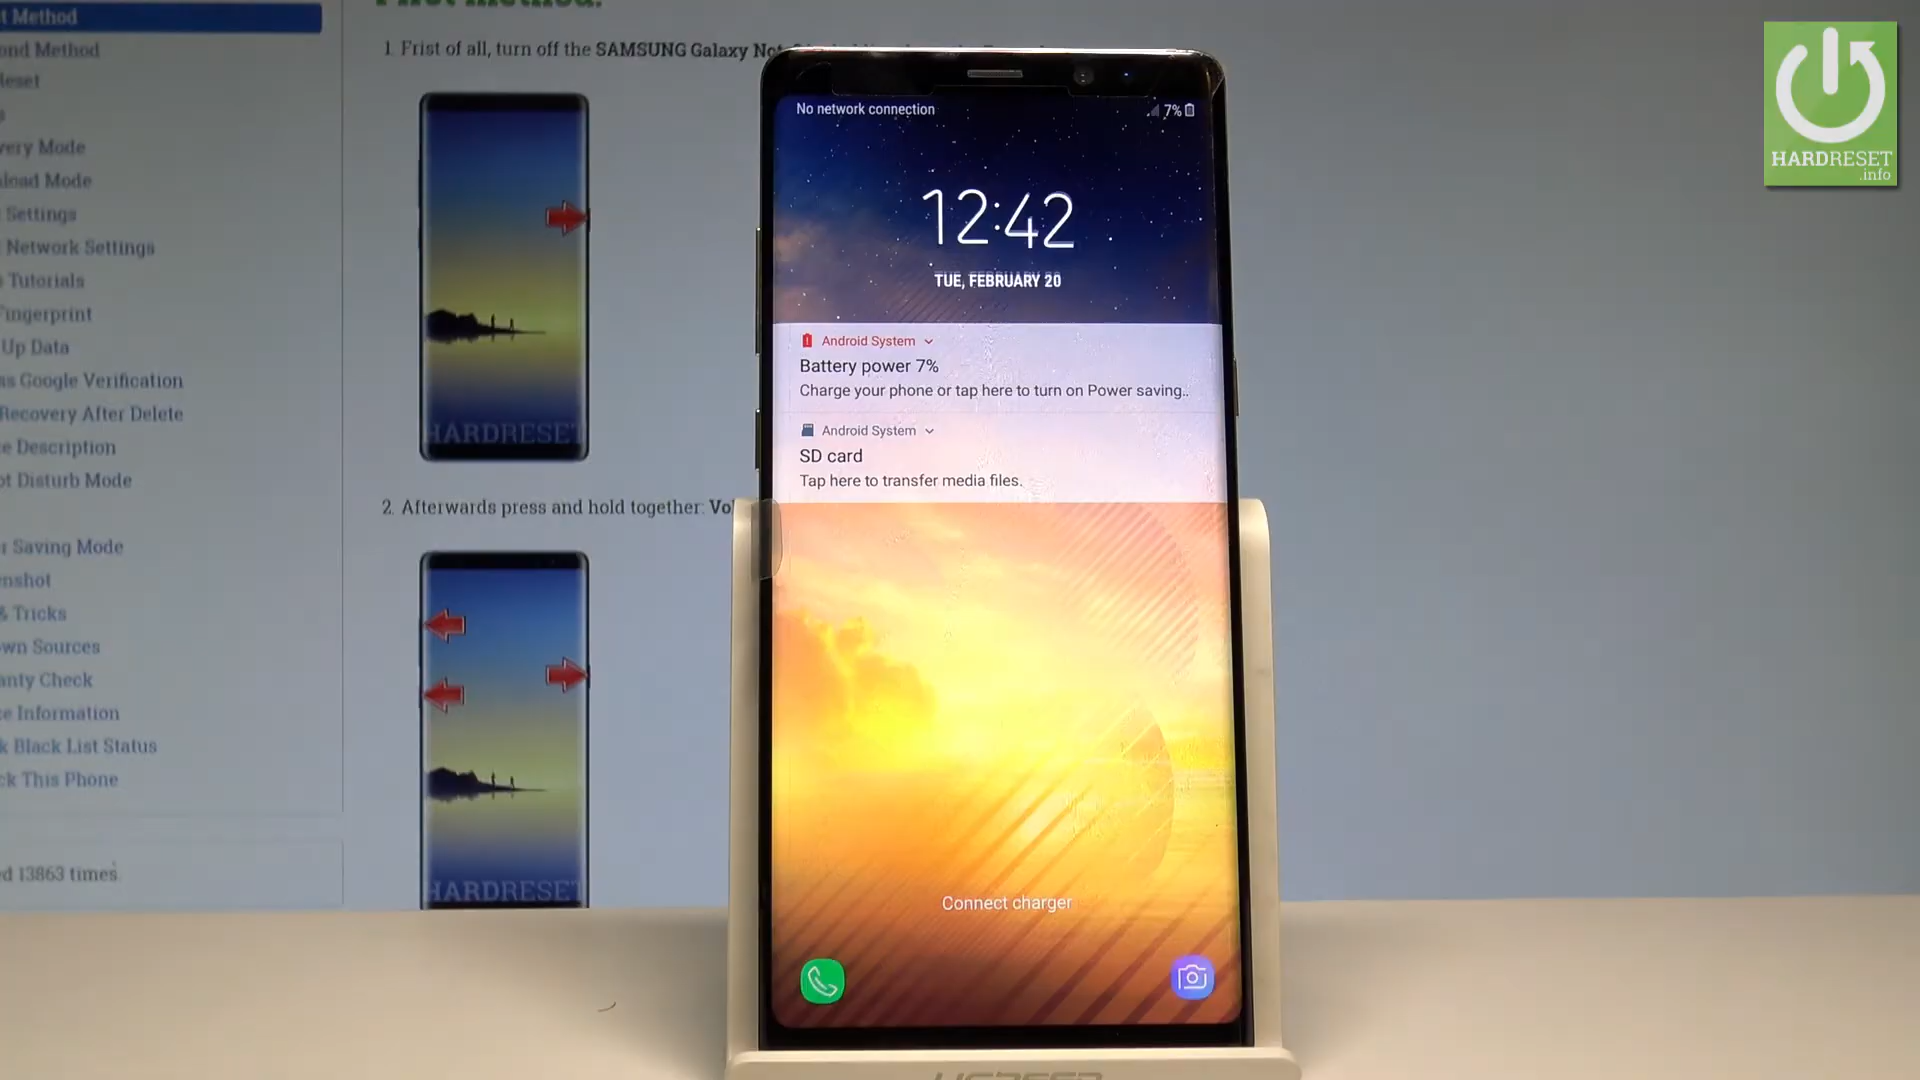 t Method
ond Method
Reset
very Mode
load Mode
Settings
Network Settings
Tutorials
Fingerprint
Up Data
ss Google Verification
Recovery After Delete
e Description
ot Disturb Mode
r Saving Mode
enshot
& Tricks
wn Sources
anty Check
e Information
k Black List Status
ck This Phone
d 13863 times.
1. Frist of all, turn off the SAMSUNG Galaxy Not
HARDRESET
2. Afterwards press and hold together: Vo
HARDRESET
No network connection
7%
12:42
TUE, FEBRUARY 20
Android System
Battery power 7%
Charge your phone or tap here to turn on Power saving..
Android System
SD card
Tap here to transfer media files.
Connect charger
HARDRESET
.info